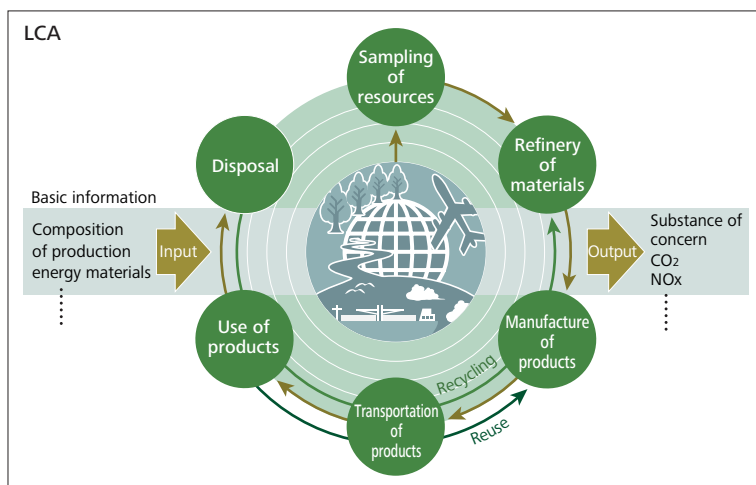 LCA
Sampling
of
resources
Refinery
of
materials
Disposal
Basic information
Composition
of production
energy materials
Input
Output
Substance of
concern
CO₂
NOx
Use of
products
Manufacture
of
products
Recycling
Transportation
of
products
Reuse